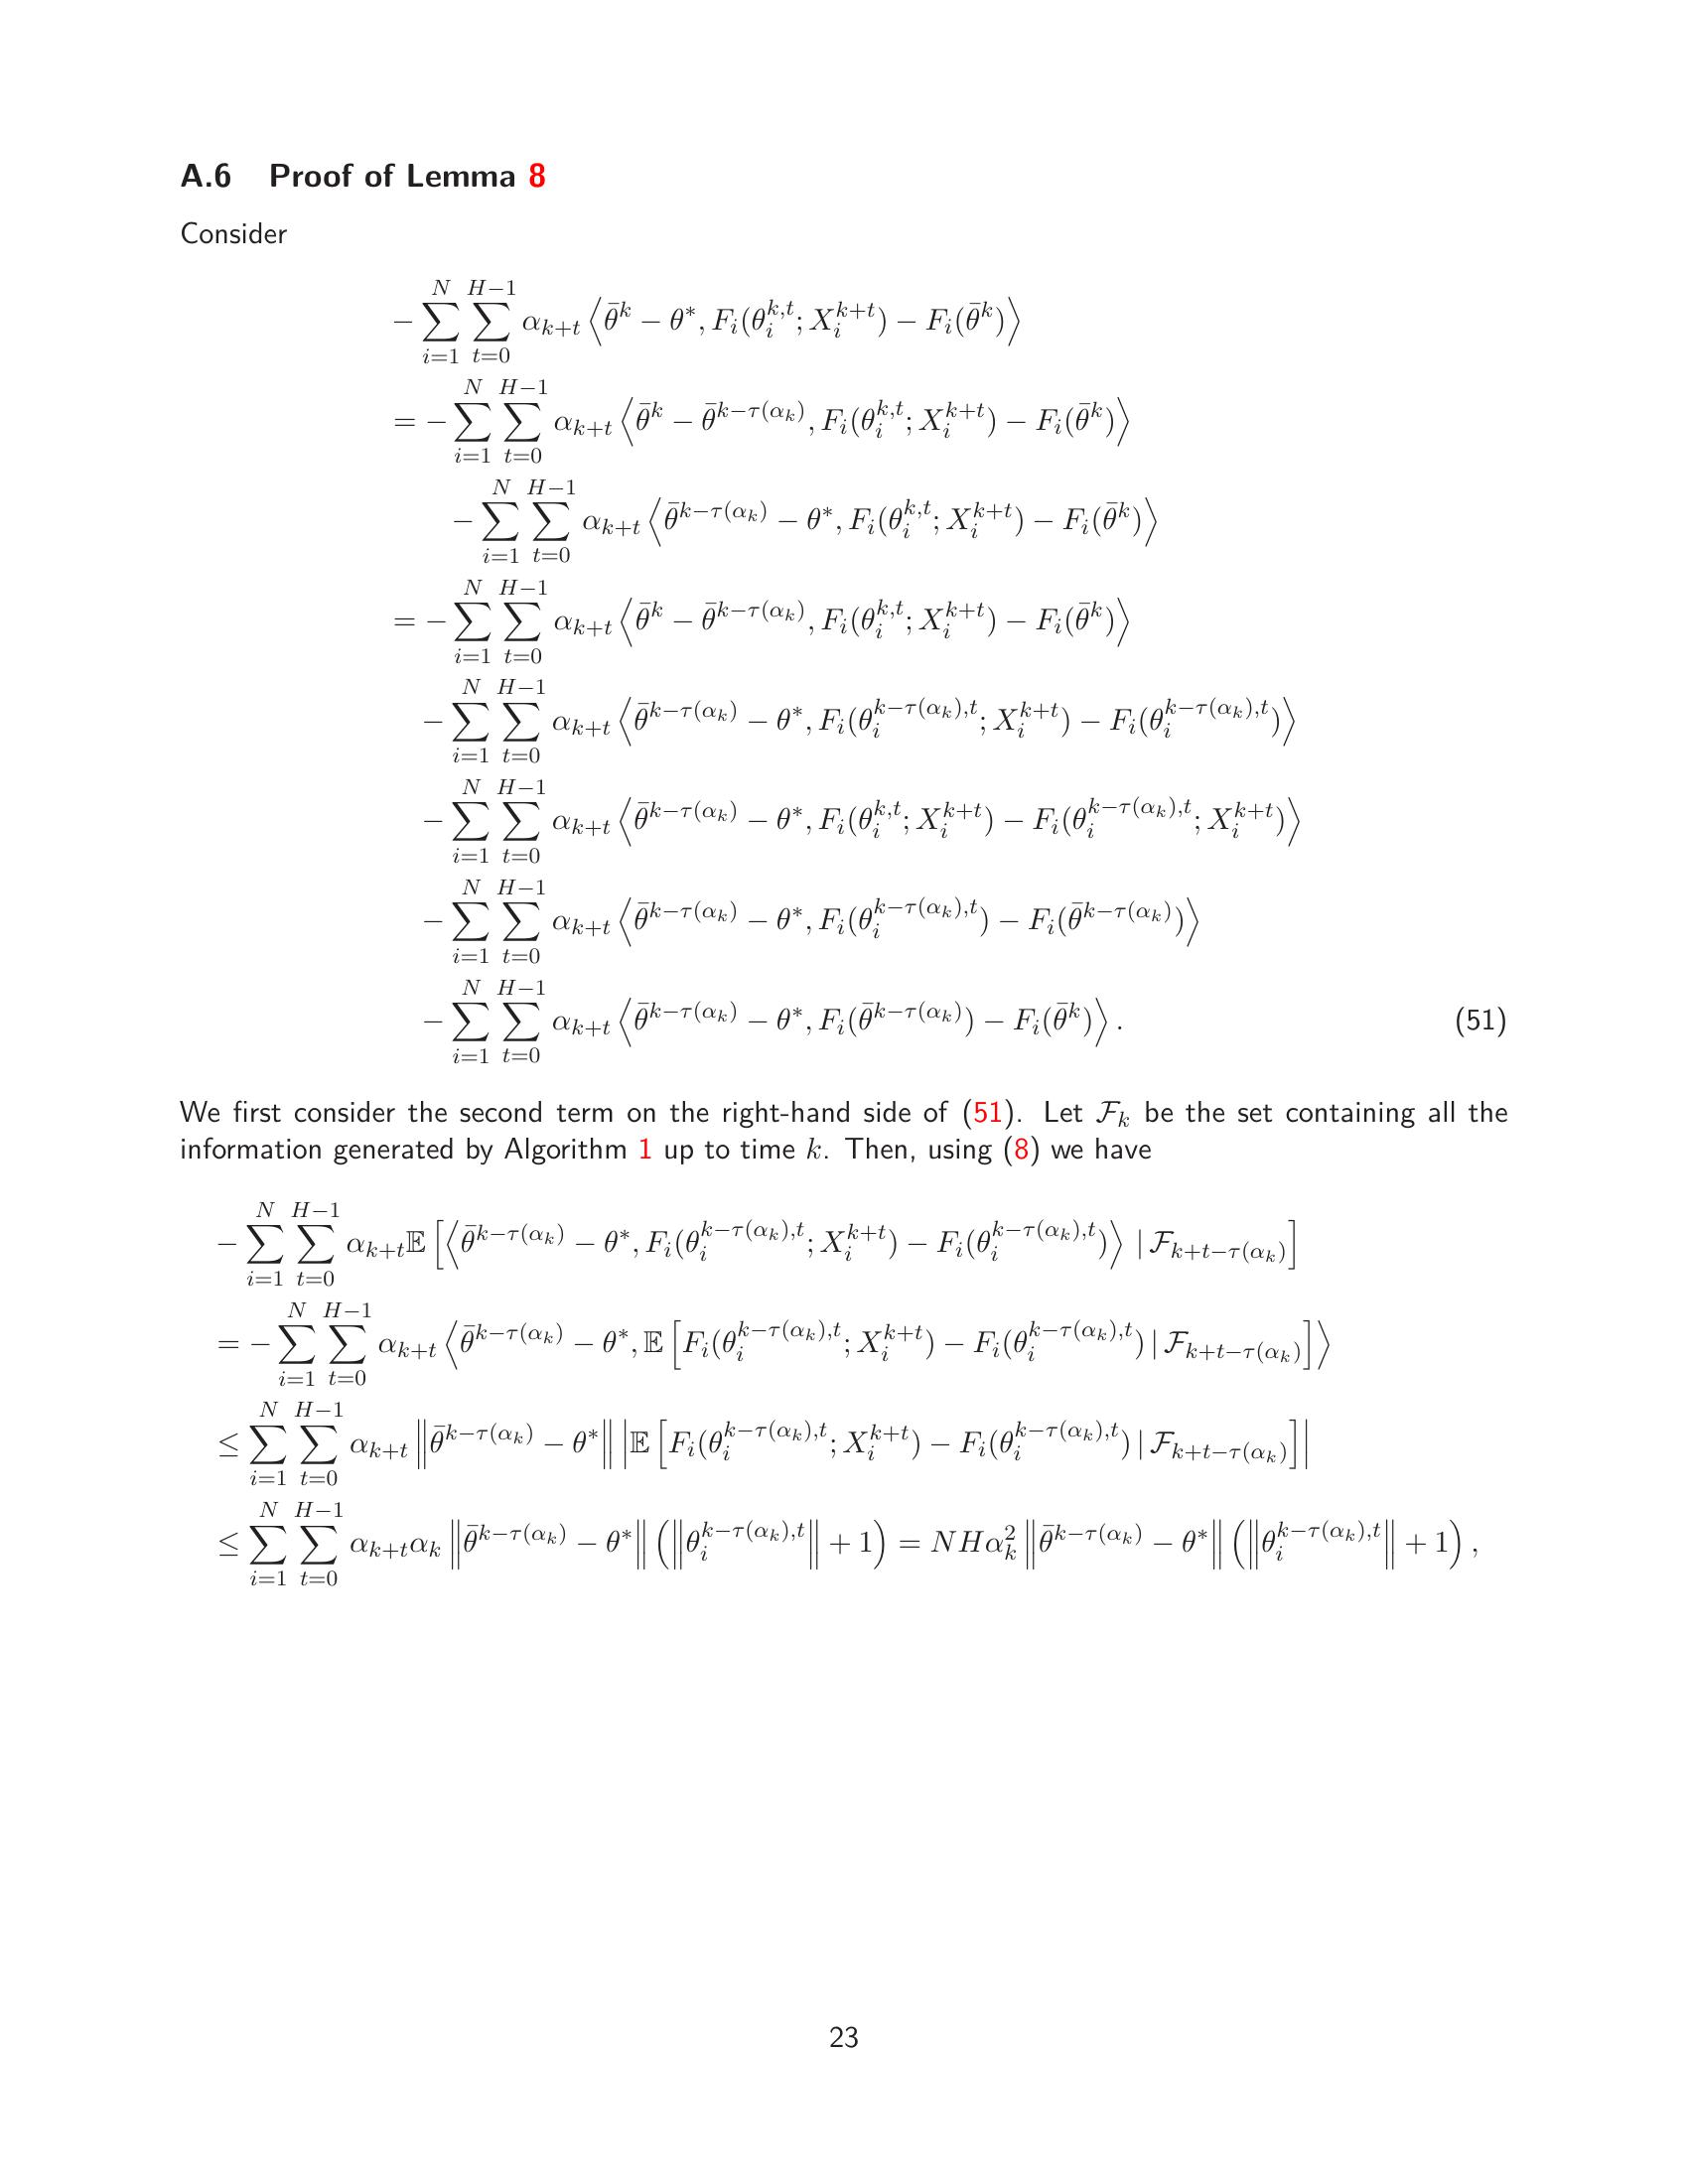 A.6 Proof of Lemma 8
Consider
$-\sum_{i=1}^{N}\sum_{t=0}^{H-1}\alpha_{k+t}\left\langle\bar{\theta}^{k}-\theta^{*},F_i(\theta_i^{k,t};X_i^{k+t})-F_i(\bar{\theta}^{k})\right\rangle$
$=-\sum_{i=1}^{N}\sum_{t=0}^{H-1}\alpha_{k+t}\left\langle\bar{\theta}^{k}-\bar{\theta}^{k-\tau(\alpha_k)},F_i(\theta_i^{k,t};X_i^{k+t})-F_i(\bar{\theta}^{k})\right\rangle$
$-\sum_{i=1}^{N}\sum_{t=0}^{H-1}\alpha_{k+t}\left\langle\bar{\theta}^{k-\tau(\alpha_k)}-\theta^{*},F_i(\theta_i^{k,t};X_i^{k+t})-F_i(\bar{\theta}^{k})\right\rangle$
$=-\sum_{i=1}^{N}\sum_{t=0}^{H-1}\alpha_{k+t}\left\langle\bar{\theta}^{k}-\bar{\theta}^{k-\tau(\alpha_k)},F_i(\theta_i^{k,t};X_i^{k+t})-F_i(\bar{\theta}^{k})\right\rangle$
$-\sum_{i=1}^{N}\sum_{t=0}^{H-1}\alpha_{k+t}\left\langle\bar{\theta}^{k-\tau(\alpha_k)}-\theta^{*},F_i(\theta_i^{k-\tau(\alpha_k),t};X_i^{k+t})-F_i(\theta_i^{k-\tau(\alpha_k),t})\right\rangle$
$-\sum_{i=1}^{N}\sum_{t=0}^{H-1}\alpha_{k+t}\left\langle\bar{\theta}^{k-\tau(\alpha_k)}-\theta^{*},F_i(\theta_i^{k,t};X_i^{k+t})-F_i(\theta_i^{k-\tau(\alpha_k),t};X_i^{k+t})\right\rangle$
$-\sum_{i=1}^{N}\sum_{t=0}^{H-1}\alpha_{k+t}\left\langle\bar{\theta}^{k-\tau(\alpha_k)}-\theta^{*},F_i(\theta_i^{k-\tau(\alpha_k),t})-F_i(\bar{\theta}^{k-\tau(\alpha_k)})\right\rangle$
$-\sum_{i=1}^{N}\sum_{t=0}^{H-1}\alpha_{k+t}\left\langle\bar{\theta}^{k-\tau(\alpha_k)}-\theta^{*},F_i(\bar{\theta}^{k-\tau(\alpha_k)})-F_i(\bar{\theta}^{k})\right\rangle.$ (51)
We first consider the second term on the right-hand side of (51). Let $\mathcal{F}_k$ be the set containing all the
information generated by Algorithm 1 up to time $k$. Then, using (8) we have
$-\sum_{i=1}^{N}\sum_{t=0}^{H-1}\alpha_{k+t}\mathbb{E}\left[\left\langle\bar{\theta}^{k-\tau(\alpha_k)}-\theta^{*},F_i(\theta_i^{k-\tau(\alpha_k),t};X_i^{k+t})-F_i(\theta_i^{k-\tau(\alpha_k),t})\right\rangle\,|\,\mathcal{F}_{k+t-\tau(\alpha_k)}\right]$
$=-\sum_{i=1}^{N}\sum_{t=0}^{H-1}\alpha_{k+t}\left\langle\bar{\theta}^{k-\tau(\alpha_k)}-\theta^{*},\mathbb{E}\left[F_i(\theta_i^{k-\tau(\alpha_k),t};X_i^{k+t})-F_i(\theta_i^{k-\tau(\alpha_k),t})\,|\,\mathcal{F}_{k+t-\tau(\alpha_k)}\right]\right\rangle$
$\leq\sum_{i=1}^{N}\sum_{t=0}^{H-1}\alpha_{k+t}\left\|\bar{\theta}^{k-\tau(\alpha_k)}-\theta^{*}\right\|\left|\mathbb{E}\left[F_i(\theta_i^{k-\tau(\alpha_k),t};X_i^{k+t})-F_i(\theta_i^{k-\tau(\alpha_k),t})\,|\,\mathcal{F}_{k+t-\tau(\alpha_k)}\right]\right|$
$\leq\sum_{i=1}^{N}\sum_{t=0}^{H-1}\alpha_{k+t}\alpha_k\left\|\bar{\theta}^{k-\tau(\alpha_k)}-\theta^{*}\right\|\left(\left\|\theta_i^{k-\tau(\alpha_k),t}\right\|+1\right)=NH\alpha_k^2\left\|\bar{\theta}^{k-\tau(\alpha_k)}-\theta^{*}\right\|\left(\left\|\theta_i^{k-\tau(\alpha_k),t}\right\|+1\right),$
23